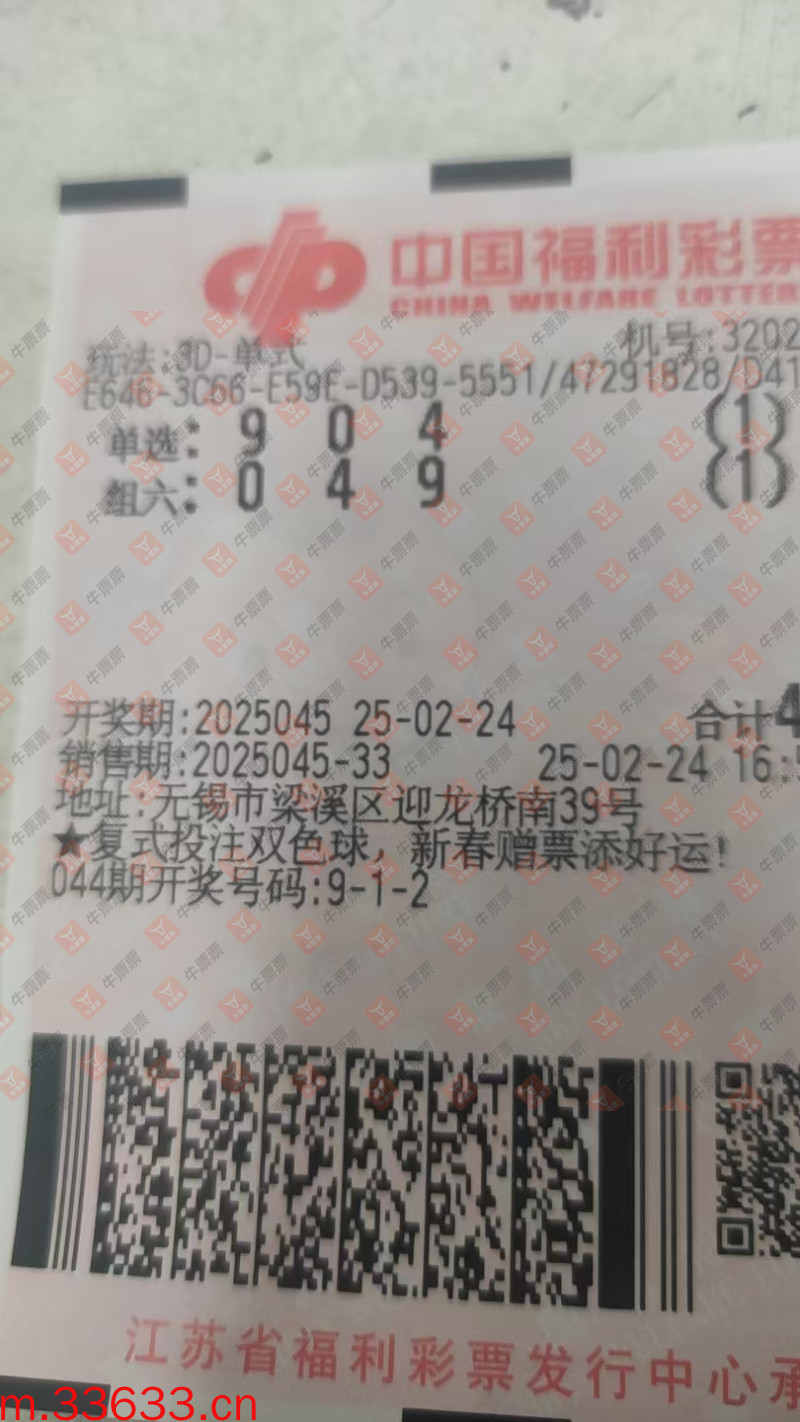 中国福利彩票
CHINA WELFARE LOTTER
玩法:3D-单式
机号:3202
E646-3C66-E59E-D539-5551/47291828/D41
单选: 9 0 4 {1}
组六: 0 4 9 {1}
开奖期:2025045 25-02-24
合计4
销售期:2025045-33 25-02-24 16:5
地址:无锡市梁溪区迎龙桥南39号
★复式投注双色球，新春赠票添好运!
044期开奖号码:9-1-2
江苏省福利彩票发行中心承
m.33633.cn
牛票票